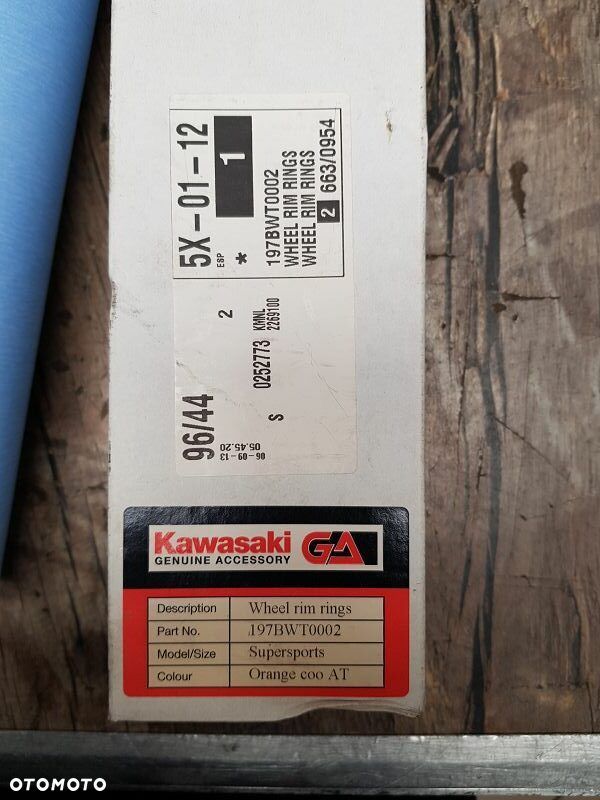 5X-01-12
ESP
*
1
197BWT0002
WHEEL RIM RINGS
WHEEL RIM RINGS
2 663/0954
96/44
2
S
0252773
KHNL
2269100
06-09-13
05.45.20
Kawasaki GA
GENUINE ACCESSORY
Description Wheel rim rings
Part No. 197BWT0002
Model/Size Supersports
Colour Orange coo AT
OTOMOTO